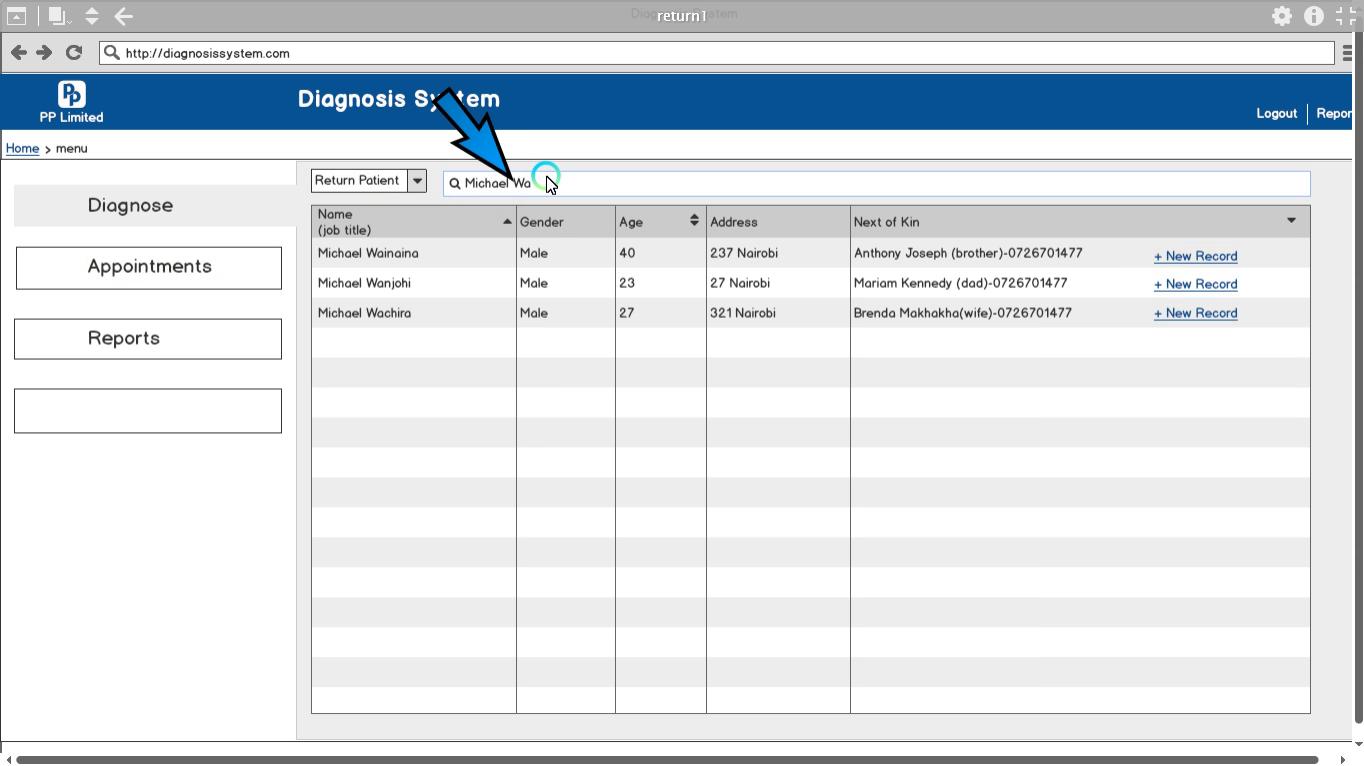 Diagnosis System
return1
http://diagnosissystem.com
PP
PP Limited
Diagnosis System
Logout
Repor
Home > menu
Diagnose
Appointments
Reports
Return Patient
Michael Wa
Name (job title) Gender Age Address Next of Kin
Michael Wainaina Male 40 237 Nairobi Anthony Joseph (brother)-0726701477 + New Record
Michael Wanjohi Male 23 27 Nairobi Mariam Kennedy (dad)-0726701477 + New Record
Michael Wachira Male 27 321 Nairobi Brenda Makhakha(wife)-0726701477 + New Record